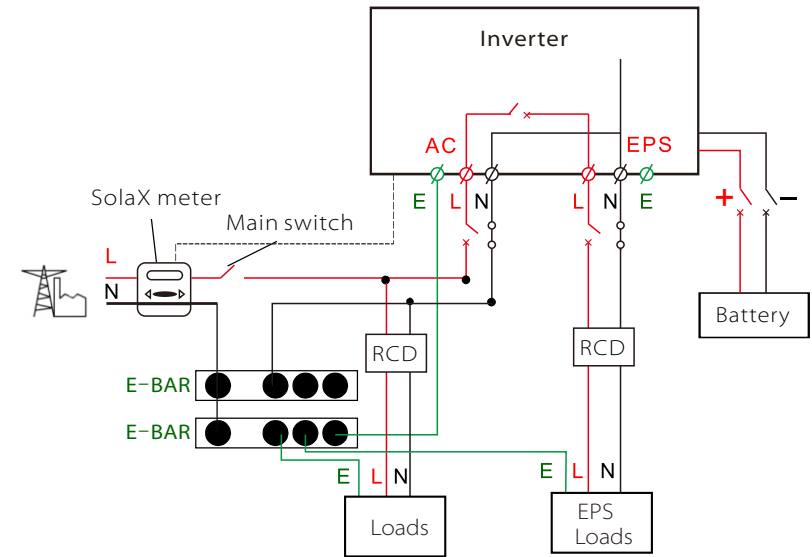 Inverter
AC
EPS
E
L
N
L
N
E
SolaX meter
Main switch
L
N
+
−
Battery
RCD
RCD
E-BAR
E-BAR
E
L
N
E
L
N
Loads
EPS
Loads